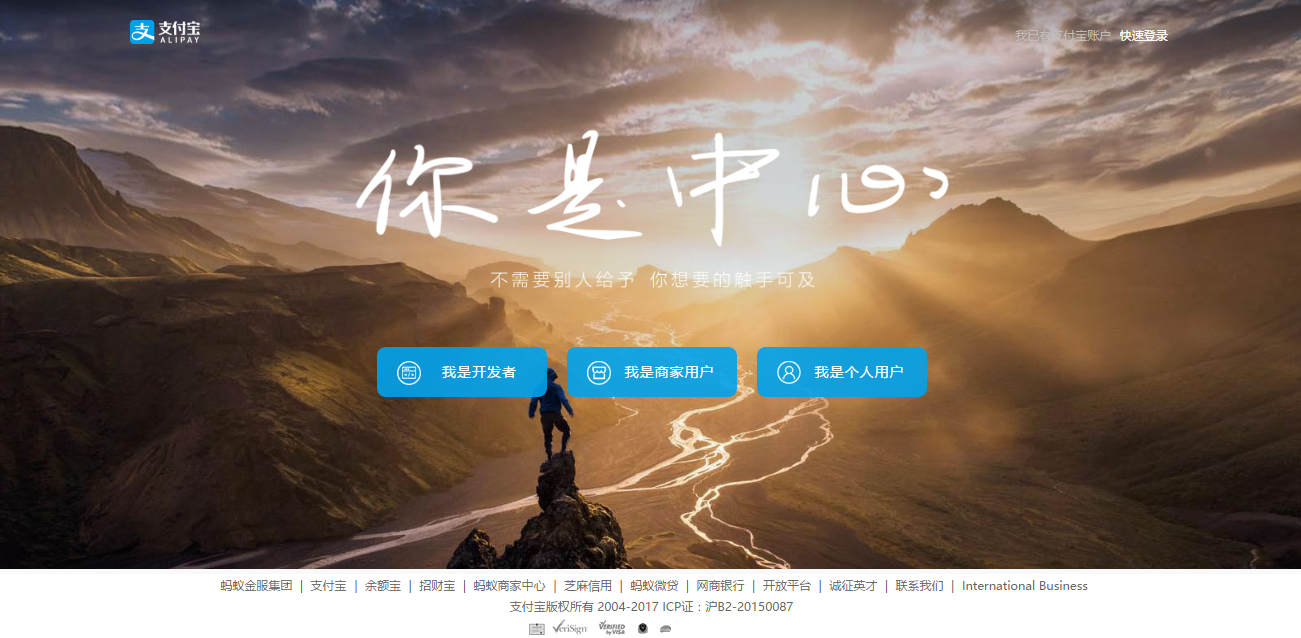 支付宝
ALIPAY
我已有支付宝账户 快速登录
你是中心
不需要别人给予 你想要的触手可及
我是开发者
我是商家用户
我是个人用户
蚂蚁金服集团 | 支付宝 | 余额宝 | 招财宝 | 蚂蚁商家中心 | 芝麻信用 | 蚂蚁微贷 | 网商银行 | 开放平台 | 诚征英才 | 联系我们 | International Business
支付宝版权所有 2004-2017 ICP证：沪B2-20150087
VeriSign VERIFIED by VISA